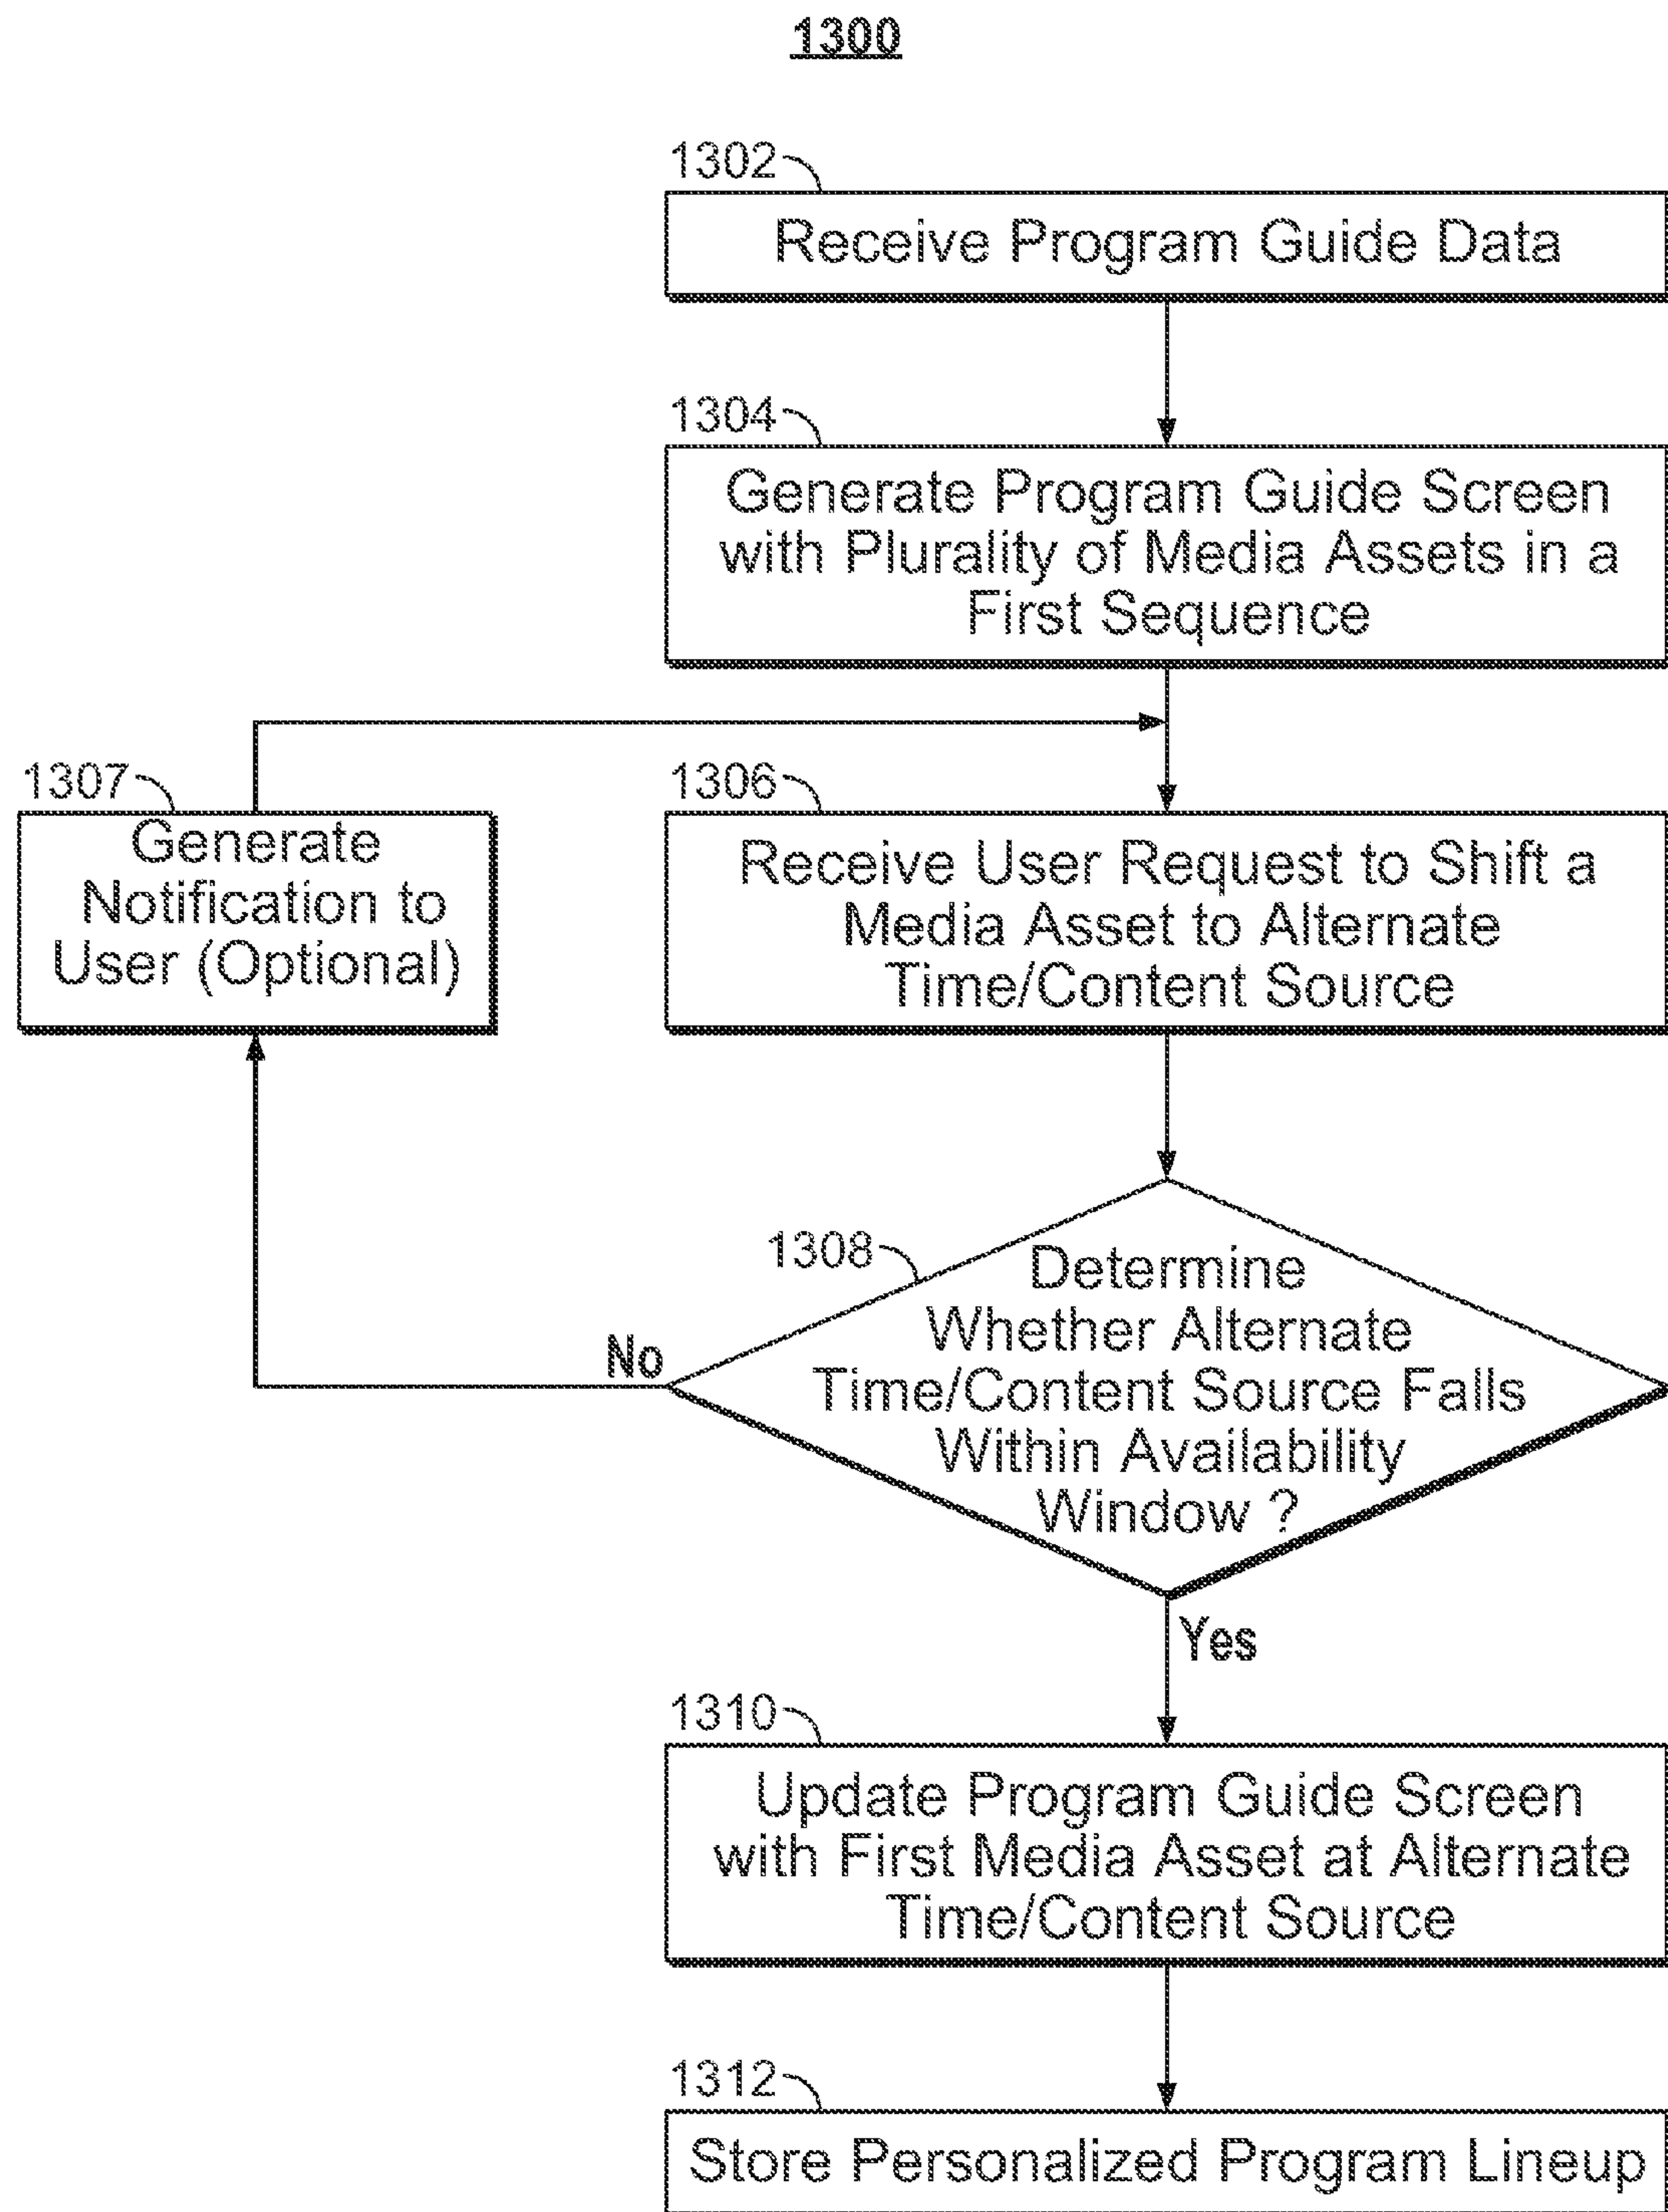 1300
1302
Receive Program Guide Data
1304
Generate Program Guide Screen
with Plurality of Media Assets in a
First Sequence
1307
Generate
Notification to
User (Optional)
1306
Receive User Request to Shift a
Media Asset to Alternate
Time/Content Source
1308
Determine
Whether Alternate
Time/Content Source Falls
Within Availability
Window ?
No
Yes
1310
Update Program Guide Screen
with First Media Asset at Alternate
Time/Content Source
1312
Store Personalized Program Lineup